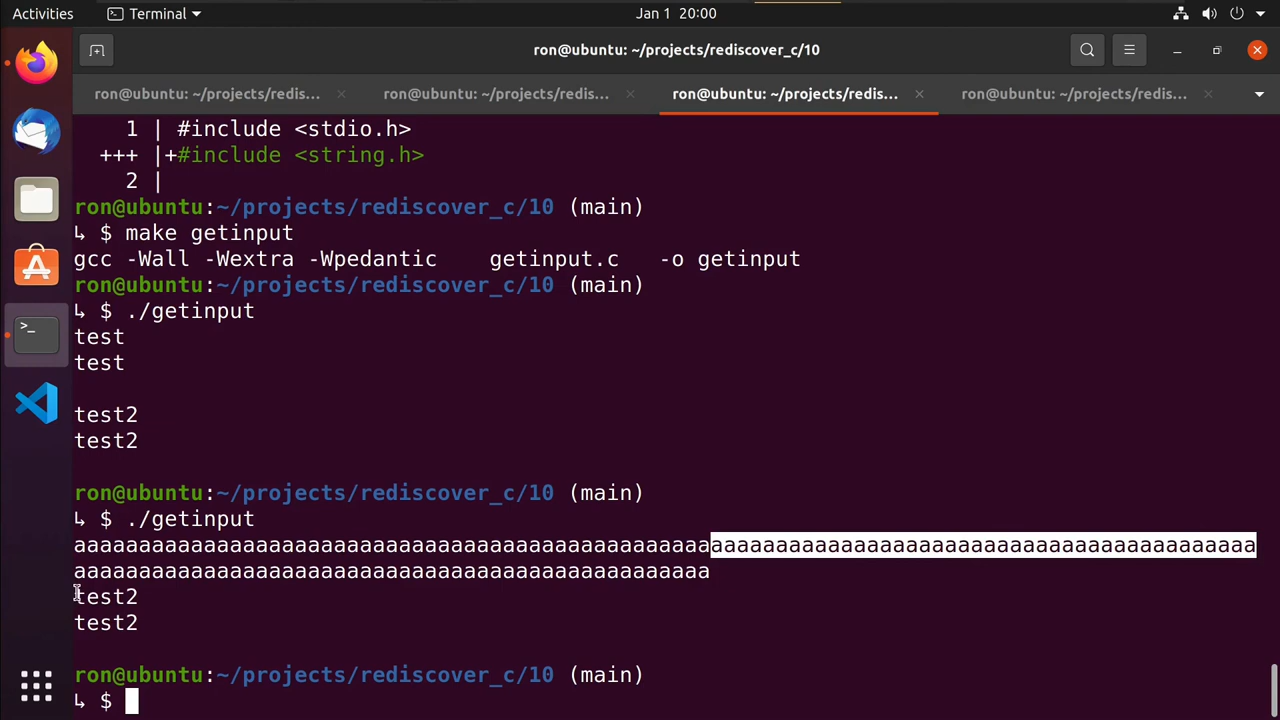 Activities
Terminal
Jan 1 20:00
ron@ubuntu: ~/projects/rediscover_c/10
ron@ubuntu: ~/projects/redis...
ron@ubuntu: ~/projects/redis...
ron@ubuntu: ~/projects/redis...
ron@ubuntu: ~/projects/redis...
1 | #include <stdio.h>
+++ |+#include <string.h>
2 |
ron@ubuntu:~/projects/rediscover_c/10 (main)
↳ $ make getinput
gcc -Wall -Wextra -Wpedantic    getinput.c   -o getinput
ron@ubuntu:~/projects/rediscover_c/10 (main)
↳ $ ./getinput
test
test
test2
test2
ron@ubuntu:~/projects/rediscover_c/10 (main)
↳ $ ./getinput
aaaaaaaaaaaaaaaaaaaaaaaaaaaaaaaaaaaaaaaaaaaaaaaaaaaaaaaaaaaaaaaaaaaaaaaaaaaaaaaaaaaaaaaaaaa
aaaaaaaaaaaaaaaaaaaaaaaaaaaaaaaaaaaaaaaaaaaaaaaaa
test2
test2
ron@ubuntu:~/projects/rediscover_c/10 (main)
↳ $